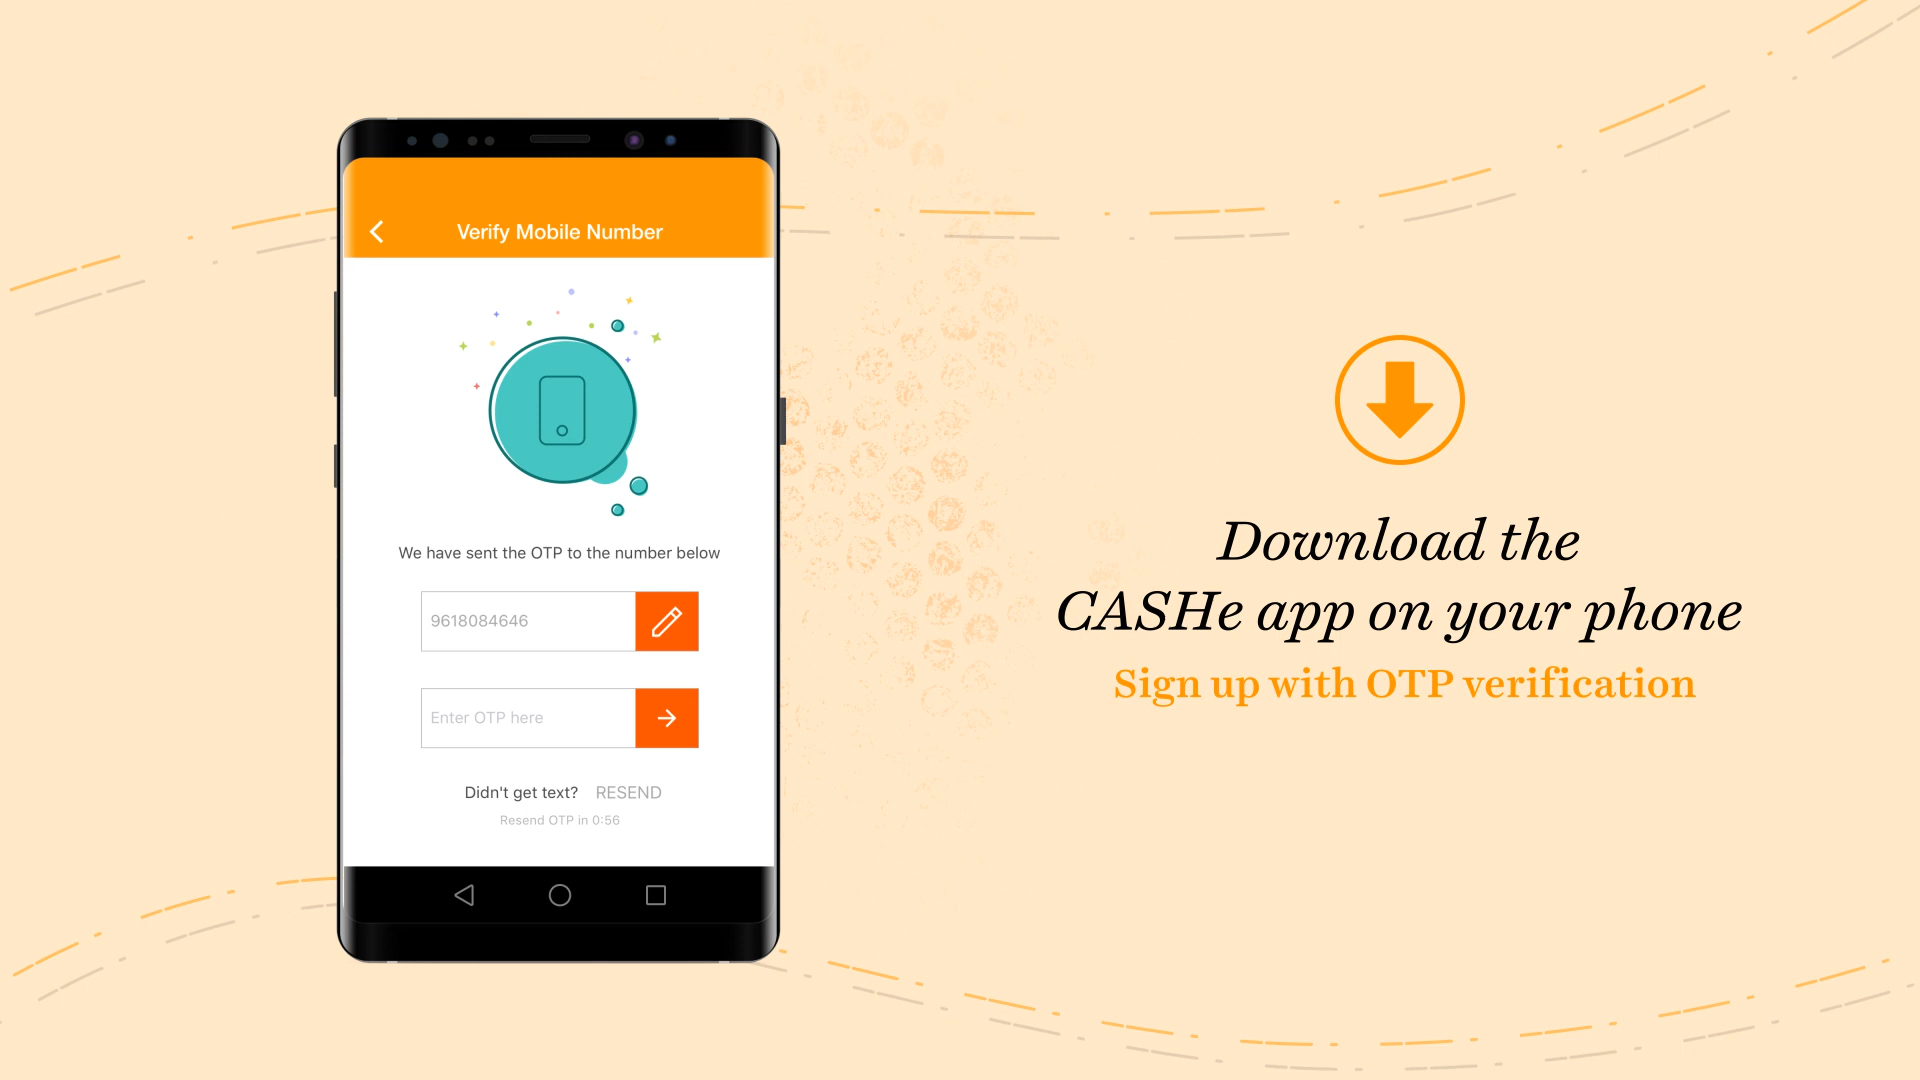 Verify Mobile Number
We have sent the OTP to the number below
9618084646
Enter OTP here
Didn't get text? RESEND
Resend OTP in 0:56
Download the
CASHe app on your phone
Sign up with OTP verification